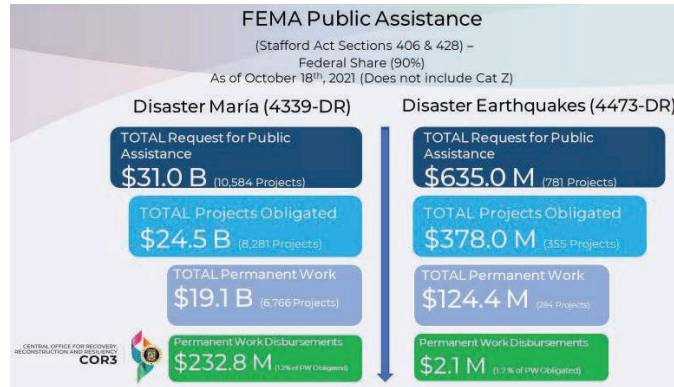 FEMA Public Assistance
(Stafford Act Sections 406 & 428) –
Federal Share (90%)
As of October 18th, 2021 (Does not include Cat Z)
Disaster María (4339-DR)
TOTAL Request for Public
Assistance
$31.0 B (10,584 Projects)
TOTAL Projects Obligated
$24.5 B (8,281 Projects)
TOTAL Permanent Work
$19.1 B (6,766 Projects)
Permanent Work Disbursements
$232.8 M (1.2% of PW Obligated)
Disaster Earthquakes (4473-DR)
TOTAL Request for Public
Assistance
$635.0 M (781 Projects)
TOTAL Projects Obligated
$378.0 M (355 Projects)
TOTAL Permanent Work
$124.4 M (284 Projects)
Permanent Work Disbursements
$2.1 M (1.7% of PW Obligated)
CENTRAL OFFICE FOR RECOVERY,
RECONSTRUCTION AND RESILIENCY
COR3